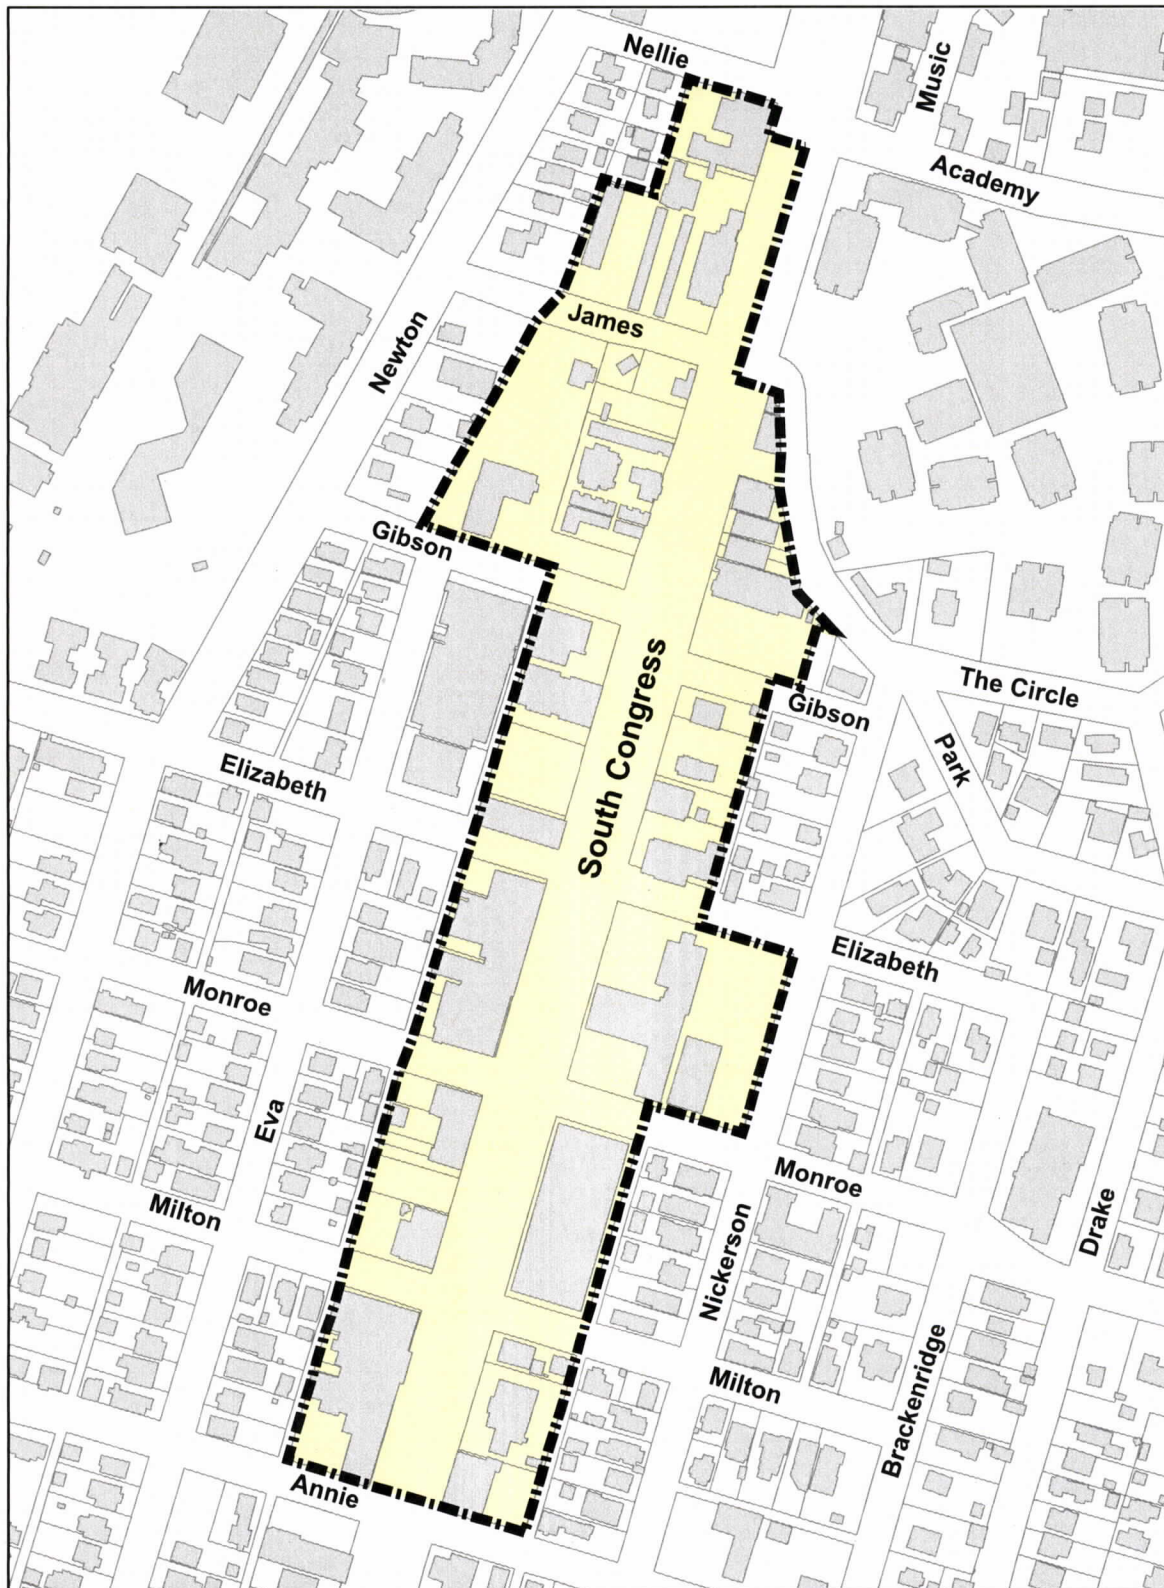 Nellie
Music
Academy
James
Newton
Gibson
South Congress
The Circle
Gibson
Park
Elizabeth
Elizabeth
Monroe
Eva
Monroe
Milton
Nickerson
Drake
Milton
Brackenridge
Annie